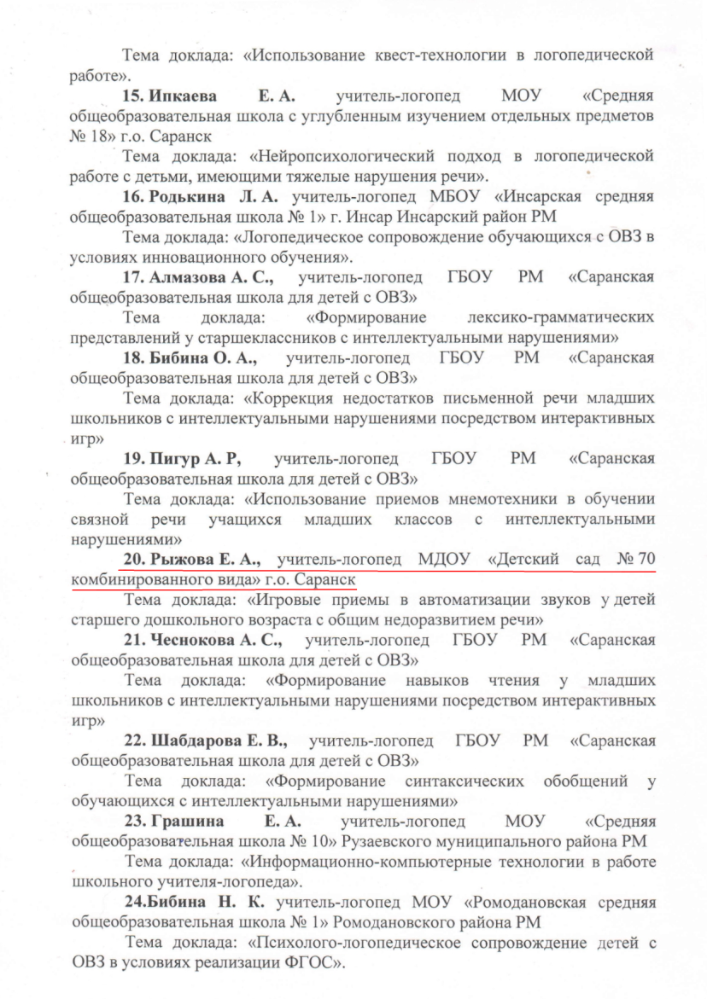 Тема доклада: «Использование квест-технологии в логопедической
работе».
15. Ипкаева Е. А. учитель-логопед МОУ «Средняя
общеобразовательная школа с углубленным изучением отдельных предметов
№ 18» г.о. Саранск
Тема доклада: «Нейропсихологический подход в логопедической
работе с детьми, имеющими тяжелые нарушения речи».
16. Родькина Л. А. учитель-логопед МБОУ «Инсарская средняя
общеобразовательная школа № 1» г. Инсар Инсарский район РМ
Тема доклада: «Логопедическое сопровождение обучающихся с ОВЗ в
условиях инновационного обучения».
17. Алмазова А. С., учитель-логопед ГБОУ РМ «Саранская
общеобразовательная школа для детей с ОВЗ»
Тема доклада: «Формирование лексико-грамматических
представлений у старшеклассников с интеллектуальными нарушениями»
18. Бибина О. А., учитель-логопед ГБОУ РМ «Саранская
общеобразовательная школа для детей с ОВЗ»
Тема доклада: «Коррекция недостатков письменной речи младших
школьников с интеллектуальными нарушениями посредством интерактивных
игр»
19. Пигур А. Р, учитель-логопед ГБОУ РМ «Саранская
общеобразовательная школа для детей с ОВЗ»
Тема доклада: «Использование приемов мнемотехники в обучении
связной речи учащихся младших классов с интеллектуальными
нарушениями»
20. Рыжова Е. А., учитель-логопед МДОУ «Детский сад № 70
комбинированного вида» г.о. Саранск
Тема доклада: «Игровые приемы в автоматизации звуков у детей
старшего дошкольного возраста с общим недоразвитием речи»
21. Чеснокова А. С., учитель-логопед ГБОУ РМ «Саранская
общеобразовательная школа для детей с ОВЗ»
Тема доклада: «Формирование навыков чтения у младших
школьников с интеллектуальными нарушениями посредством интерактивных
игр»
22. Шабдарова Е. В., учитель-логопед ГБОУ РМ «Саранская
общеобразовательная школа для детей с ОВЗ»
Тема доклада: «Формирование синтаксических обобщений у
обучающихся с интеллектуальными нарушениями»
23. Грашина Е. А. учитель-логопед МОУ «Средняя
общеобразовательная школа № 10» Рузаевского муниципального района РМ
Тема доклада: «Информационно-компьютерные технологии в работе
школьного учителя-логопеда».
24.Бибина Н. К. учитель-логопед МОУ «Ромодановская средняя
общеобразовательная школа № 1» Ромодановского района РМ
Тема доклада: «Психолого-логопедическое сопровождение детей с
ОВЗ в условиях реализации ФГОС».